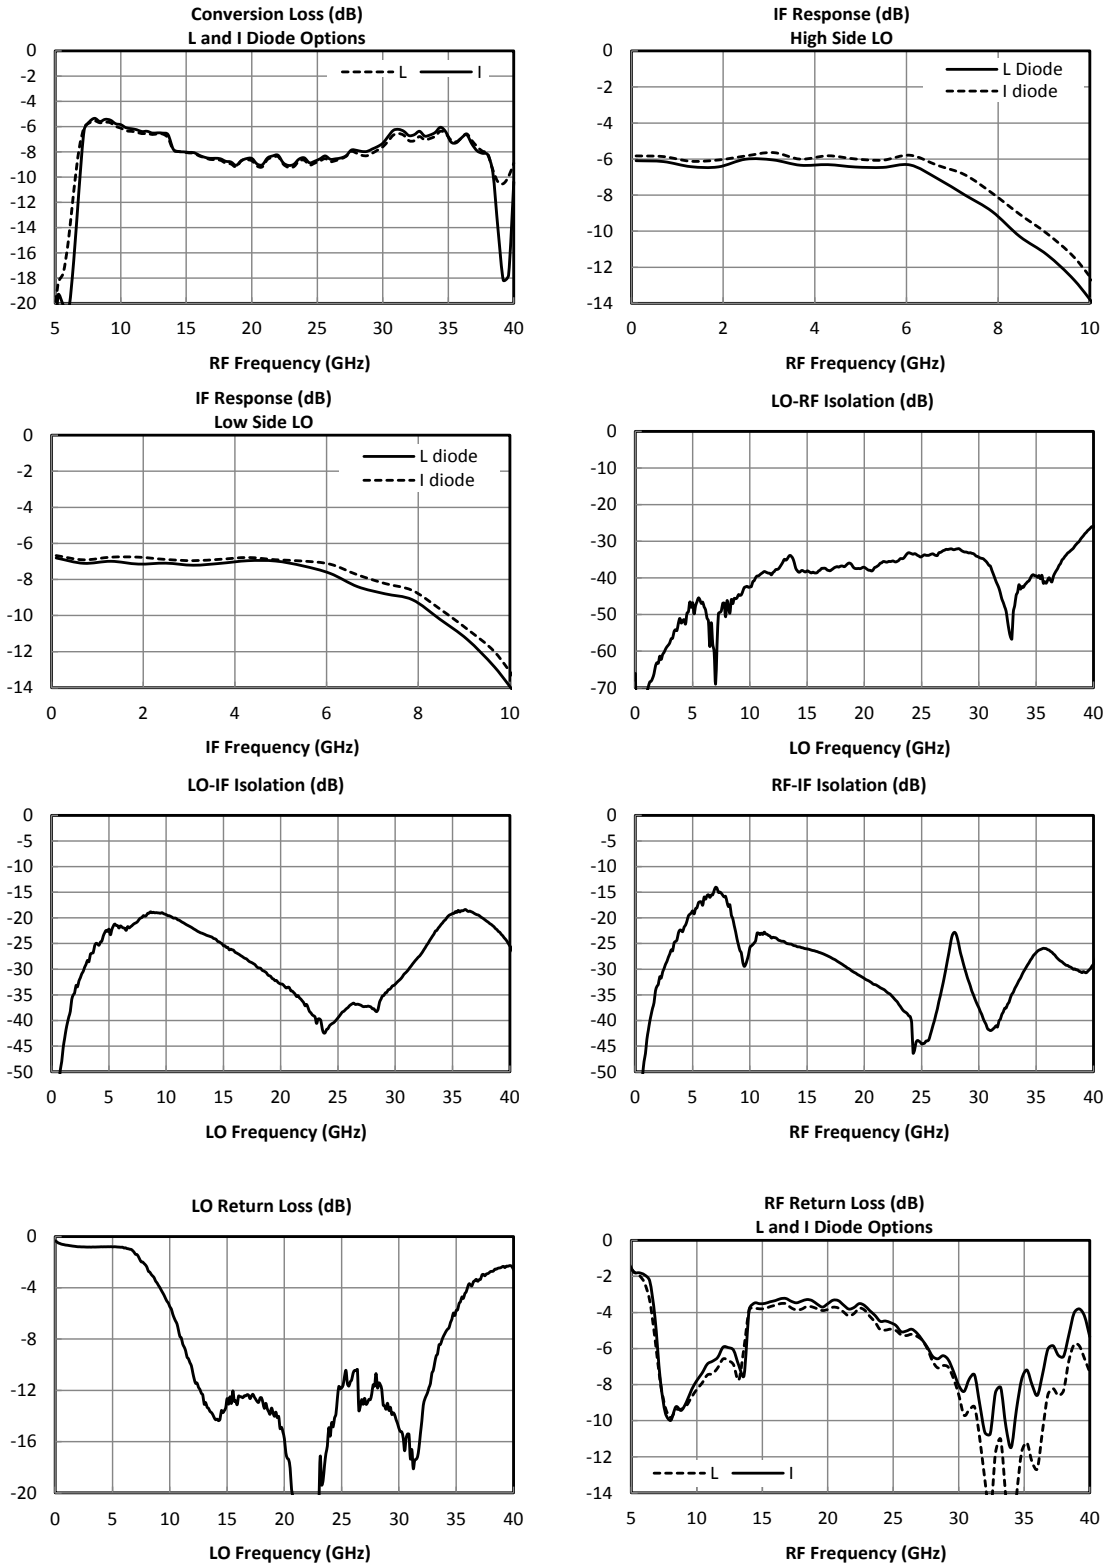 Conversion Loss (dB)
L and I Diode Options
L I
0
-2
-4
-6
-8
-10
-12
-14
-16
-18
-20
5 10 15 20 25 30 35 40
RF Frequency (GHz)
IF Response (dB)
High Side LO
L Diode
I diode
0
-2
-4
-6
-8
-10
-12
-14
0 2 4 6 8 10
RF Frequency (GHz)
IF Response (dB)
Low Side LO
L diode
I diode
0
-2
-4
-6
-8
-10
-12
-14
0 2 4 6 8 10
IF Frequency (GHz)
LO-RF Isolation (dB)
0
-10
-20
-30
-40
-50
-60
-70
0 5 10 15 20 25 30 35 40
LO Frequency (GHz)
LO-IF Isolation (dB)
0
-5
-10
-15
-20
-25
-30
-35
-40
-45
-50
0 5 10 15 20 25 30 35 40
LO Frequency (GHz)
RF-IF Isolation (dB)
0
-5
-10
-15
-20
-25
-30
-35
-40
-45
-50
0 5 10 15 20 25 30 35 40
RF Frequency (GHz)
LO Return Loss (dB)
0
-4
-8
-12
-16
-20
0 5 10 15 20 25 30 35 40
LO Frequency (GHz)
RF Return Loss (dB)
L and I Diode Options
0
-2
-4
-6
-8
-10
-12
-14
L I
5 10 15 20 25 30 35 40
RF Frequency (GHz)